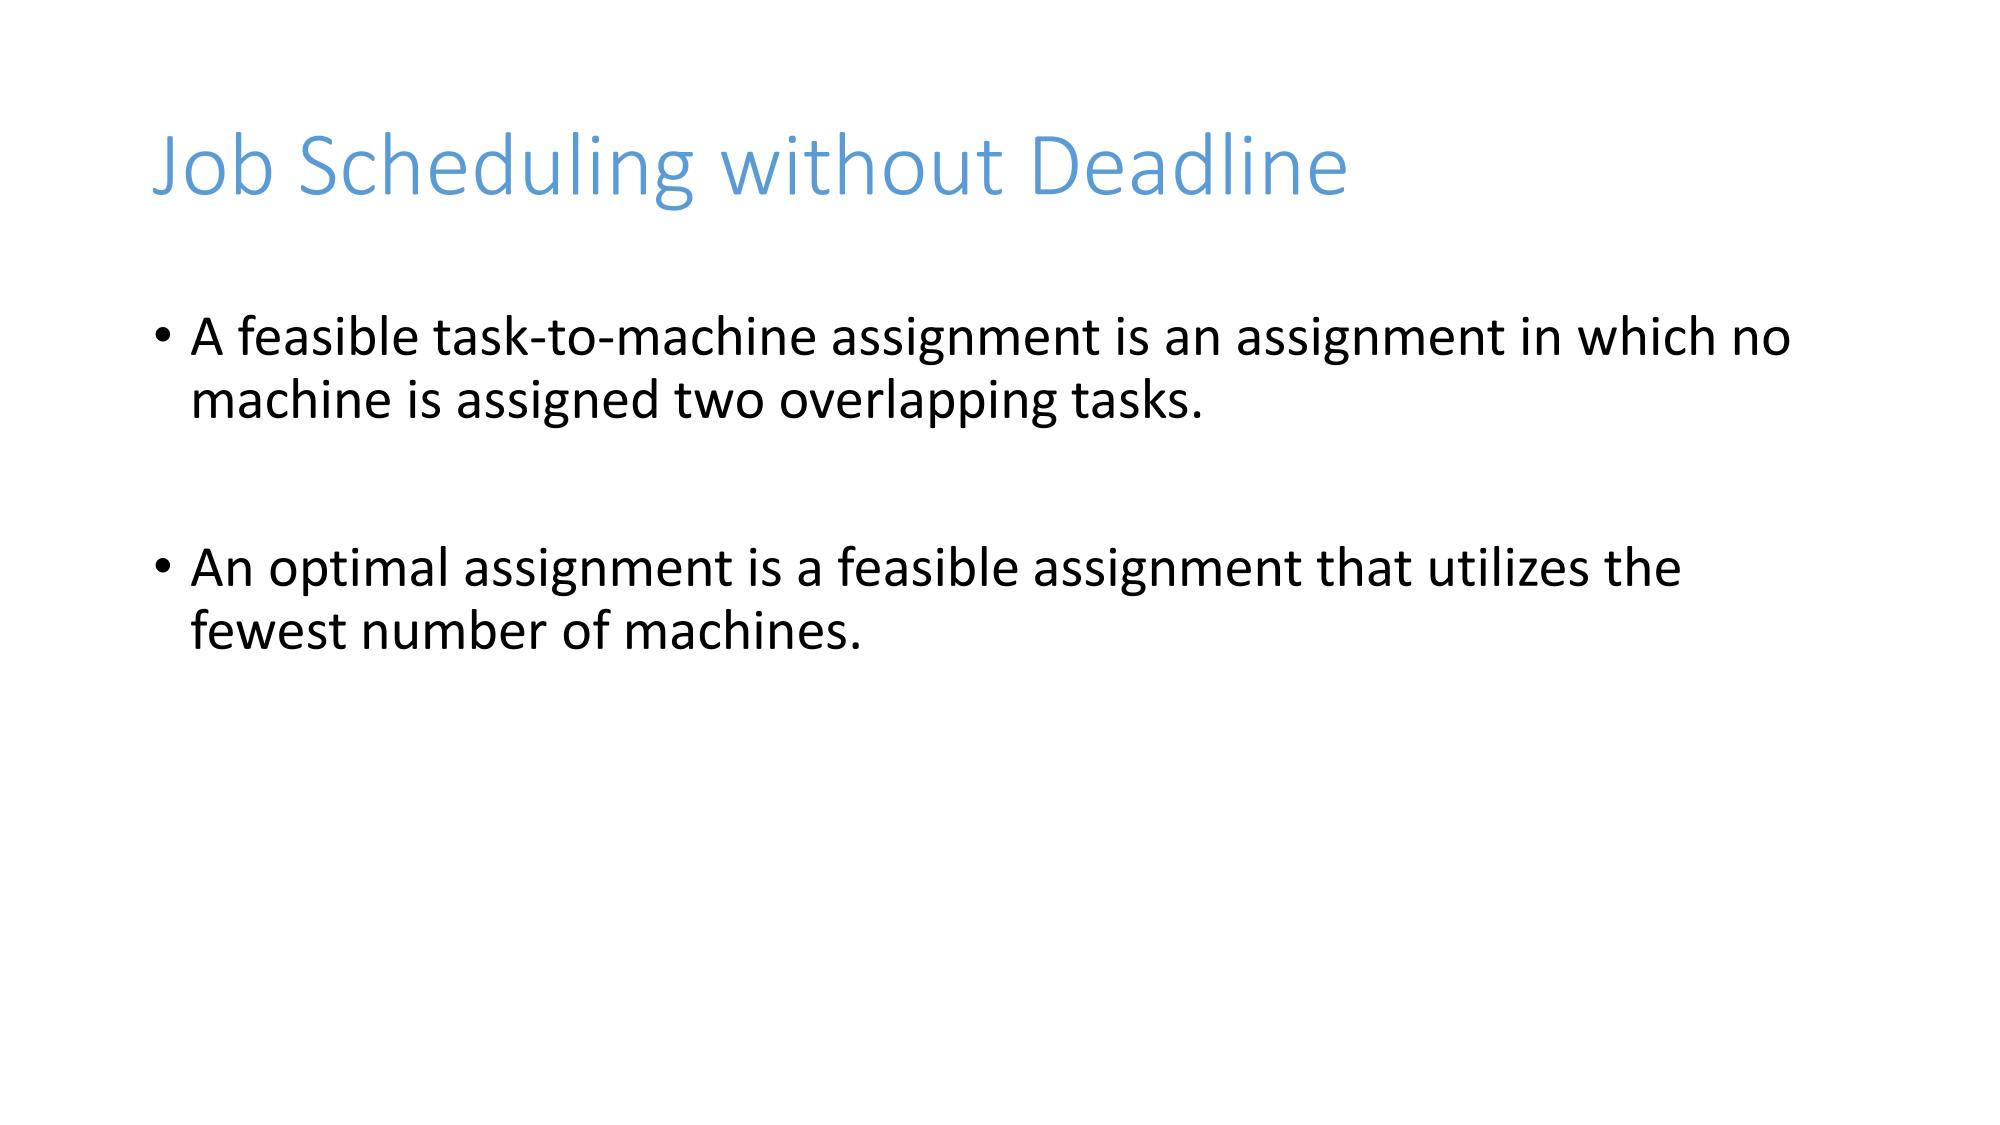 Job Scheduling without Deadline
• A feasible task-to-machine assignment is an assignment in which no
machine is assigned two overlapping tasks.
• An optimal assignment is a feasible assignment that utilizes the
fewest number of machines.